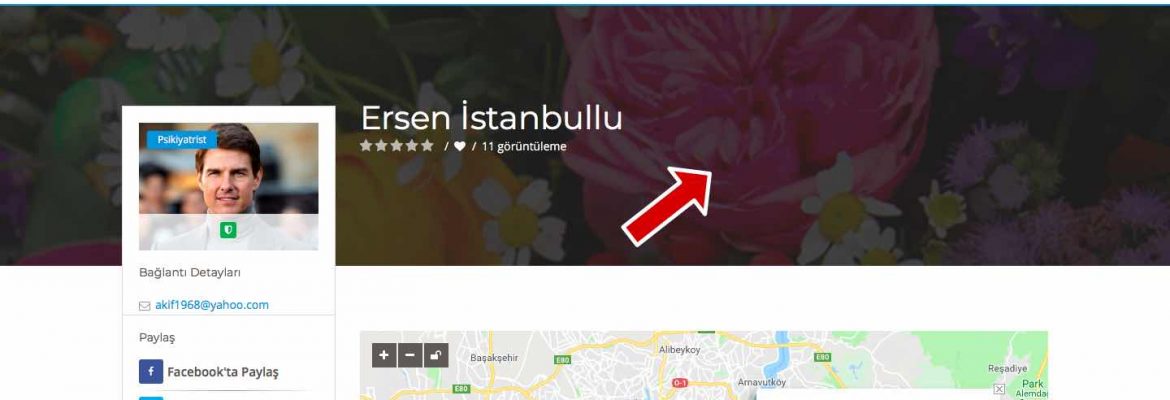 Ersen İstanbullu
/ / 11 görüntüleme
Psikiyatrist
Bağlantı Detayları
akif1968@yahoo.com
Paylaş
f Facebook'ta Paylaş
+ −
Başakşehir
E80
Alibeyköy
E80
Reşadiye
E80
O-1
Arnavutköy
Park
Alemdağ